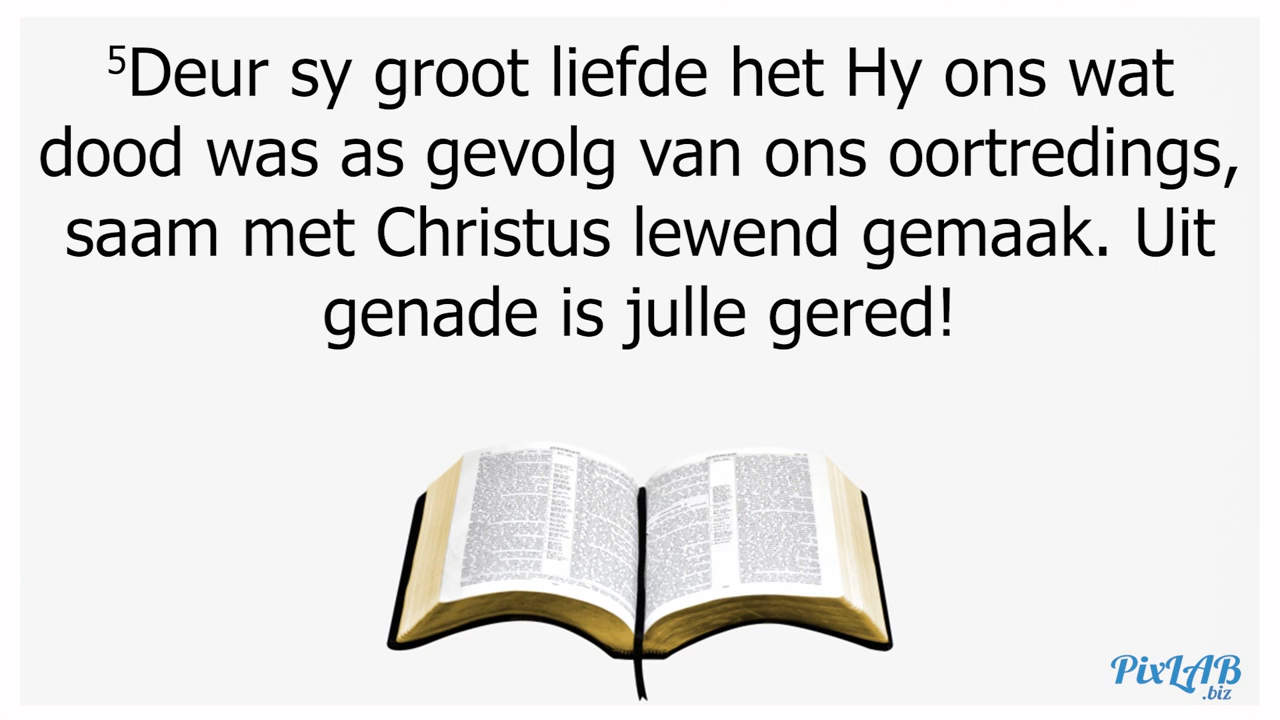 ⁵Deur sy groot liefde het Hy ons wat
dood was as gevolg van ons oortredings,
saam met Christus lewend gemaak. Uit
genade is julle gered!
PixLAB
.biz